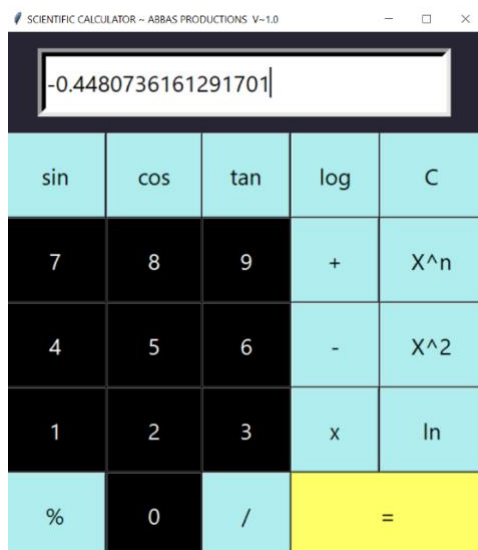 SCIENTIFIC CALCULATOR ~ ABBAS PRODUCTIONS V~1.0
-0.4480736161291701
sin cos tan log C
7 8 9 + X^n
4 5 6 - X^2
1 2 3 x ln
% 0 / =